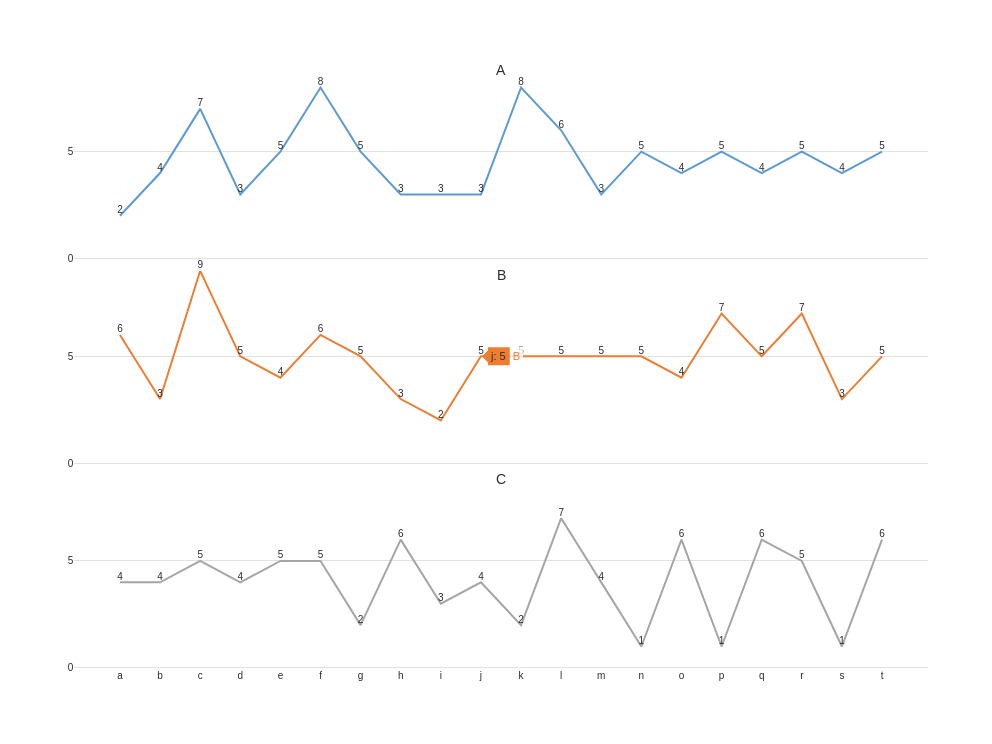 A
8 8
7
6
5 5 5 5 5 5 5 5
4 4 4 4
3 3 3 3 3
2
0
9
B
7 7
6 6
5 5 5 5 j: 5 B 5 5 5 5 5 5
4 4
3 3 3
2
0
C
7
6 6 6 6
5 5 5 5 5
4 4 4 4 4
3
2 2
1 1 1
0
a b c d e f g h i j k l m n o p q r s t